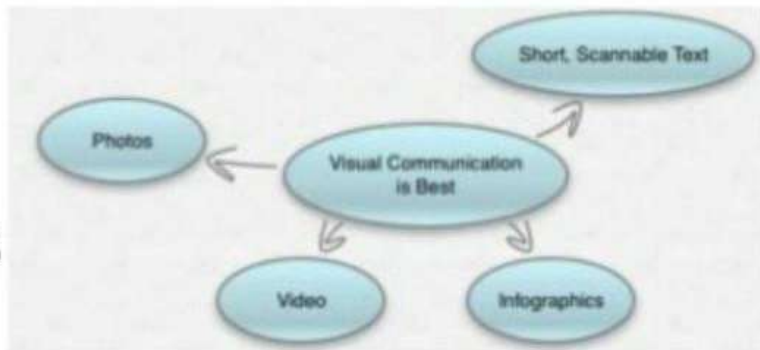 Short, Scannable Text
Photos
Visual Communication
is Best
Video
Infographics